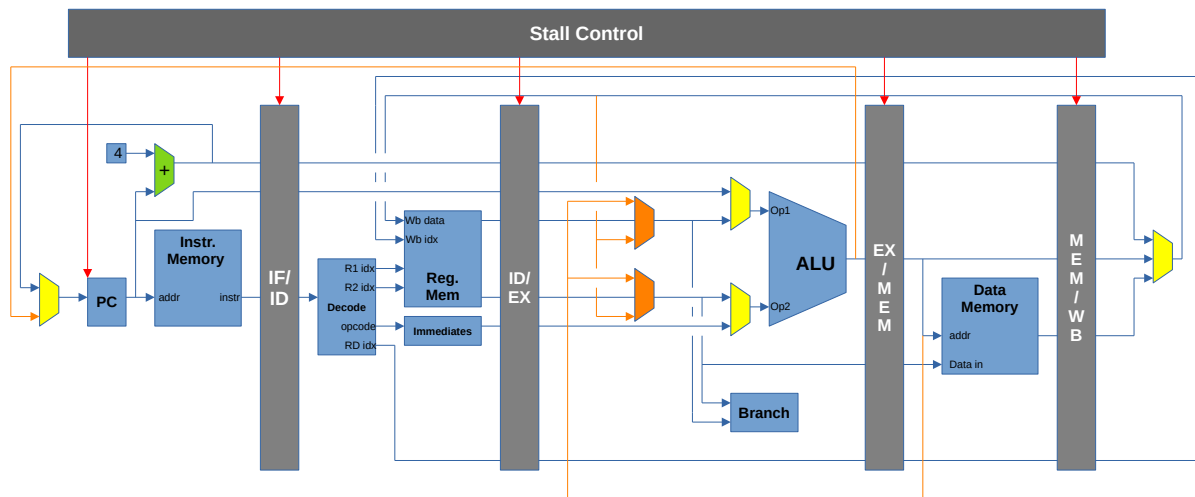 Stall Control
4
+
Instr.
Memory
addr
instr
PC
IF/
ID
R1 idx
R2 idx
Decode
opcode
RD idx
Wb data
Wb idx
Reg.
Mem
Immediates
ID/
EX
Op1
ALU
Op2
Branch
EX
/
M
E
M
Data
Memory
addr
Data in
M
E
M
/
W
B